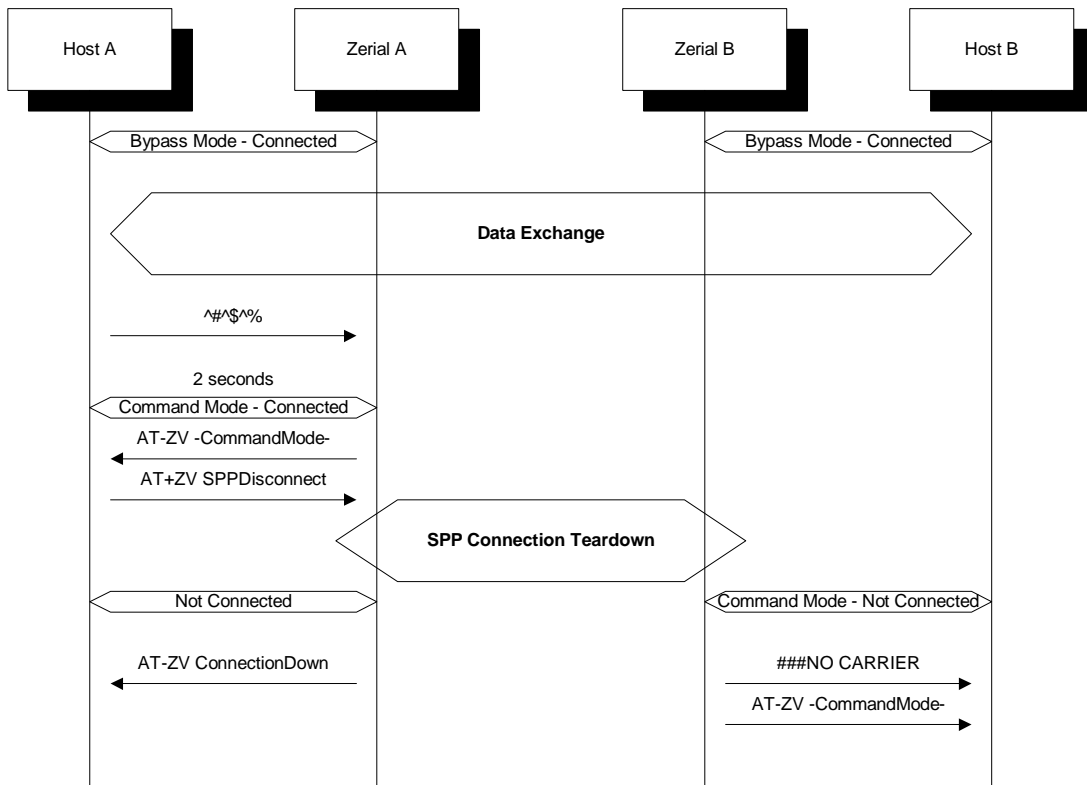 Host A
Zerial A
Zerial B
Host B
Bypass Mode - Connected
Bypass Mode - Connected
Data Exchange
^#^$^%
2 seconds
Command Mode - Connected
AT-ZV -CommandMode-
AT+ZV SPPDisconnect
SPP Connection Teardown
Not Connected
Command Mode - Not Connected
AT-ZV ConnectionDown
###NO CARRIER
AT-ZV -CommandMode-